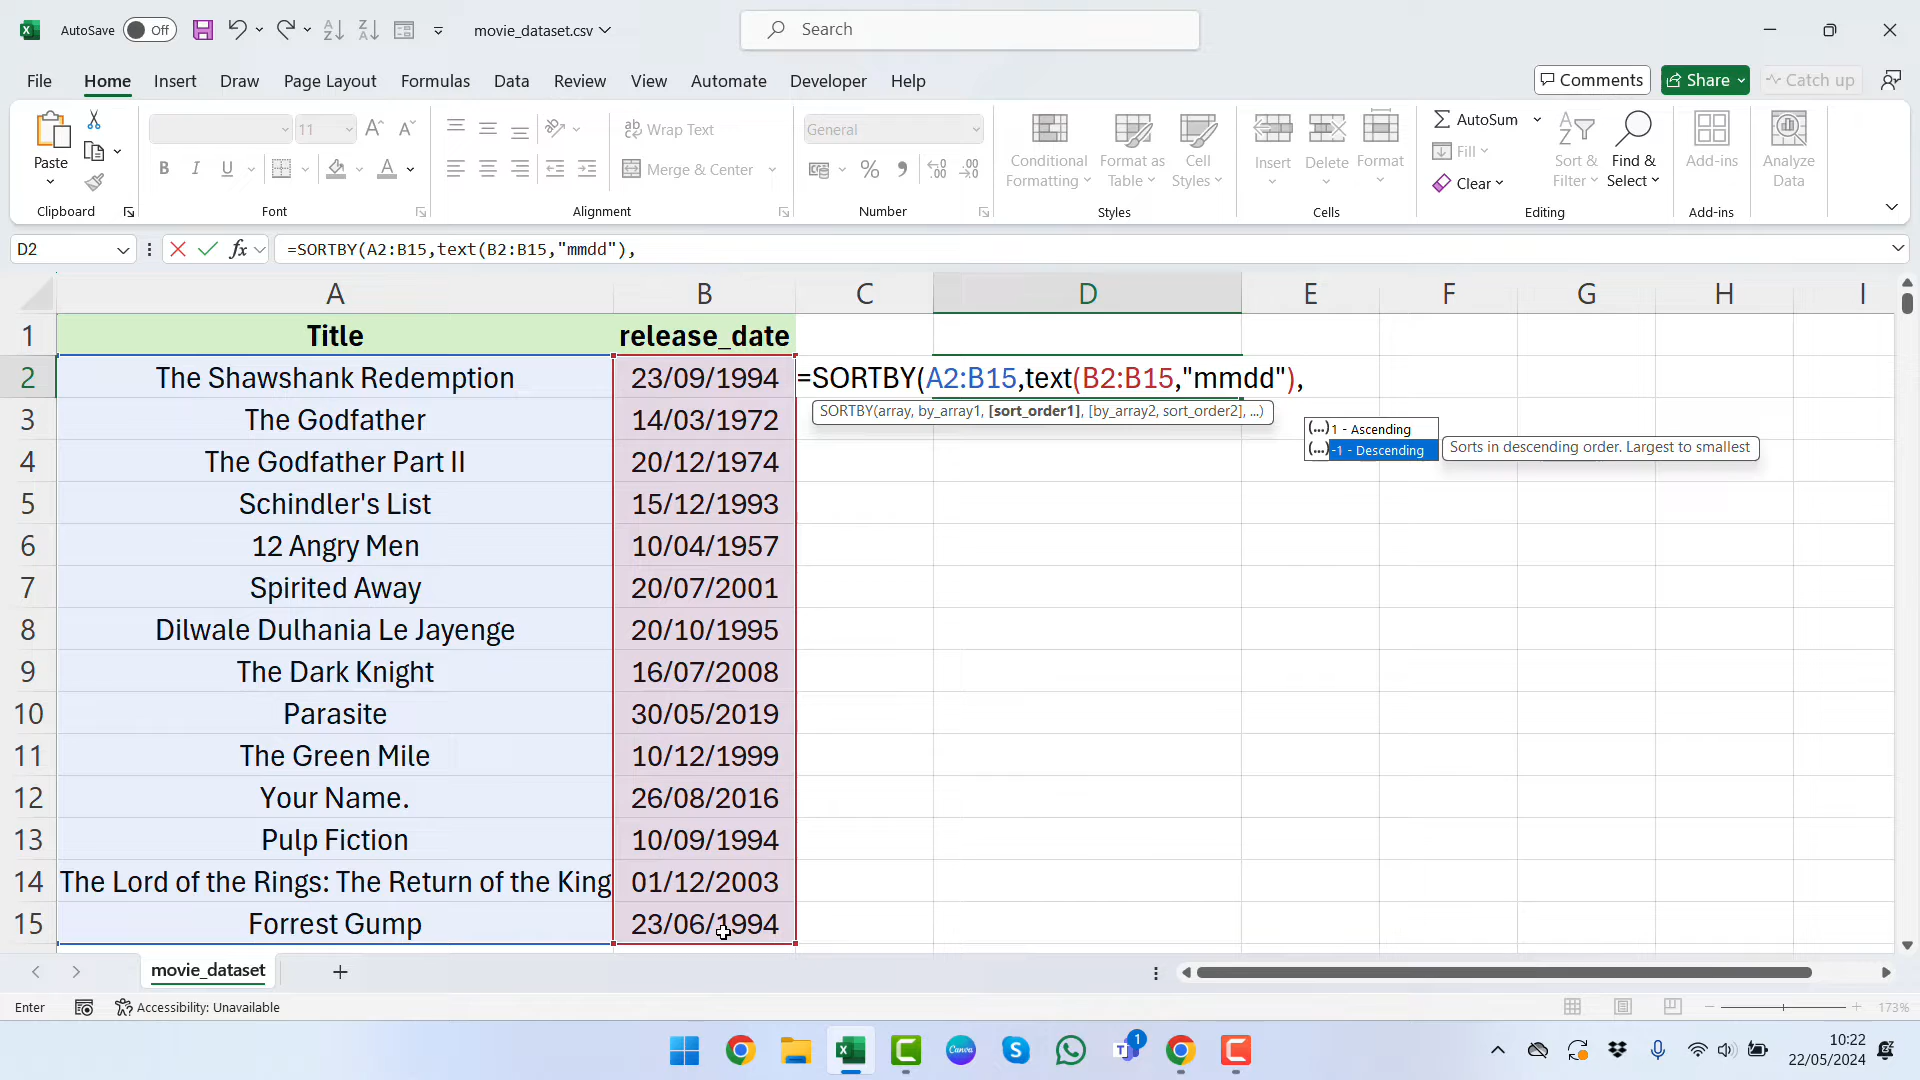 AutoSave Off movie_dataset.csv Search
File Home Insert Draw Page Layout Formulas Data Review View Automate Developer Help Comments Share Catch up
Paste 11 Wrap Text General Conditional Formatting Format as Table Cell Styles Insert Delete Format AutoSum Sort & Filter Find & Select Add-ins Analyze Data
B I U Merge & Center Fill
Clear
Clipboard Font Alignment Number Styles Cells Editing Add-ins
D2 fx =SORTBY(A2:B15,text(B2:B15,"mmdd"),
A B C D E F G H I
1 Title release_date
2 The Shawshank Redemption 23/09/1994 =SORTBY(A2:B15,text(B2:B15,"mmdd"),
SORTBY(array, by_array1, [sort_order1], [by_array2, sort_order2], ...)
(...) 1 - Ascending
(...) -1 - Descending Sorts in descending order. Largest to smallest
3 The Godfather 14/03/1972
4 The Godfather Part II 20/12/1974
5 Schindler's List 15/12/1993
6 12 Angry Men 10/04/1957
7 Spirited Away 20/07/2001
8 Dilwale Dulhania Le Jayenge 20/10/1995
9 The Dark Knight 16/07/2008
10 Parasite 30/05/2019
11 The Green Mile 10/12/1999
12 Your Name. 26/08/2016
13 Pulp Fiction 10/09/1994
14 The Lord of the Rings: The Return of the King 01/12/2003
15 Forrest Gump 23/06/1994
movie_dataset
Enter Accessibility: Unavailable 173%
Canva 1 10:22
22/05/2024